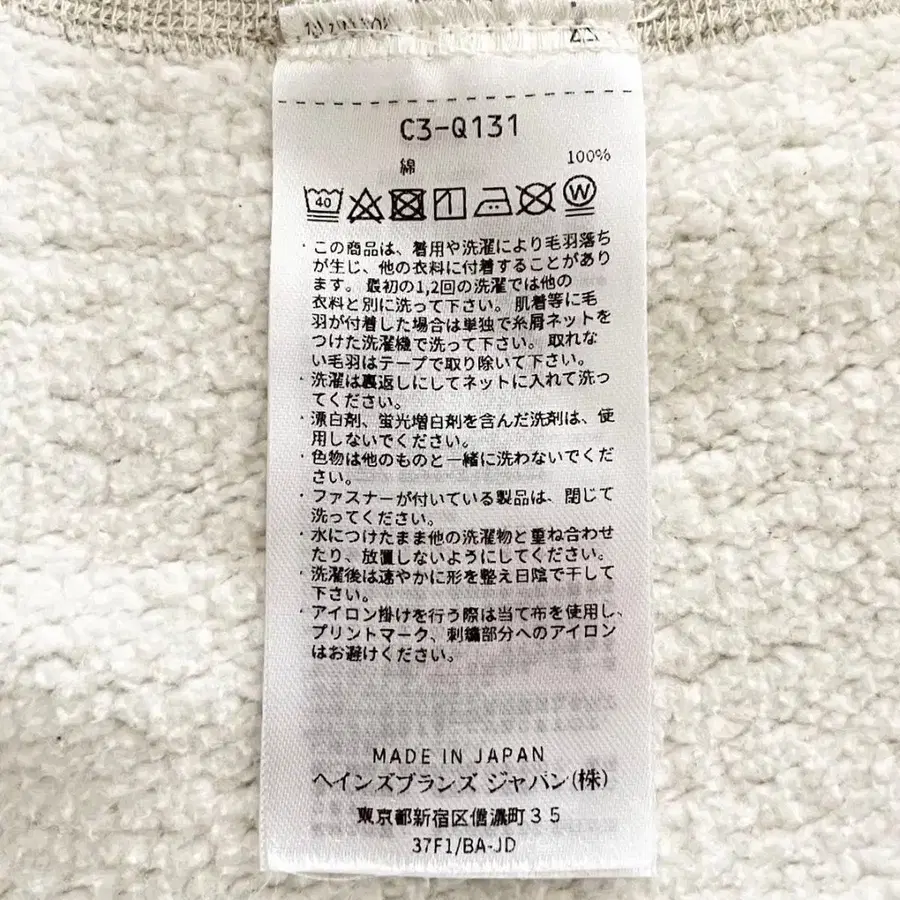 C3-Q131
綿 100%
40
W
・この商品は、着用や洗濯により毛羽落ち
が生じ、他の衣料に付着することがあり
ます。最初の1,2回の洗濯では他の
衣料と別に洗って下さい。肌着等に毛
羽が付着した場合は単独で糸屑ネットを
つけた洗濯機で洗って下さい。取れな
い毛羽はテープで取り除いて下さい。
・洗濯は裏返しにしてネットに入れて洗っ
てください。
・漂白剤、蛍光増白剤を含んだ洗剤は、使
用しないでください。
・色物は他のものと一緒に洗わないでくだ
さい。
・ファスナーが付いている製品は、閉じて
洗ってください。
・水につけたまま他の洗濯物と重ね合わせ
たり、放置しないようにしてください。
・洗濯後は速やかに形を整え日陰で干して
下さい。
・アイロン掛けを行う際は当て布を使用し、
プリントマーク、刺繍部分へのアイロン
はお避けください。
MADE IN JAPAN
ヘインズブランズ ジャパン(株)
東京都新宿区信濃町35
37F1/BA-JD